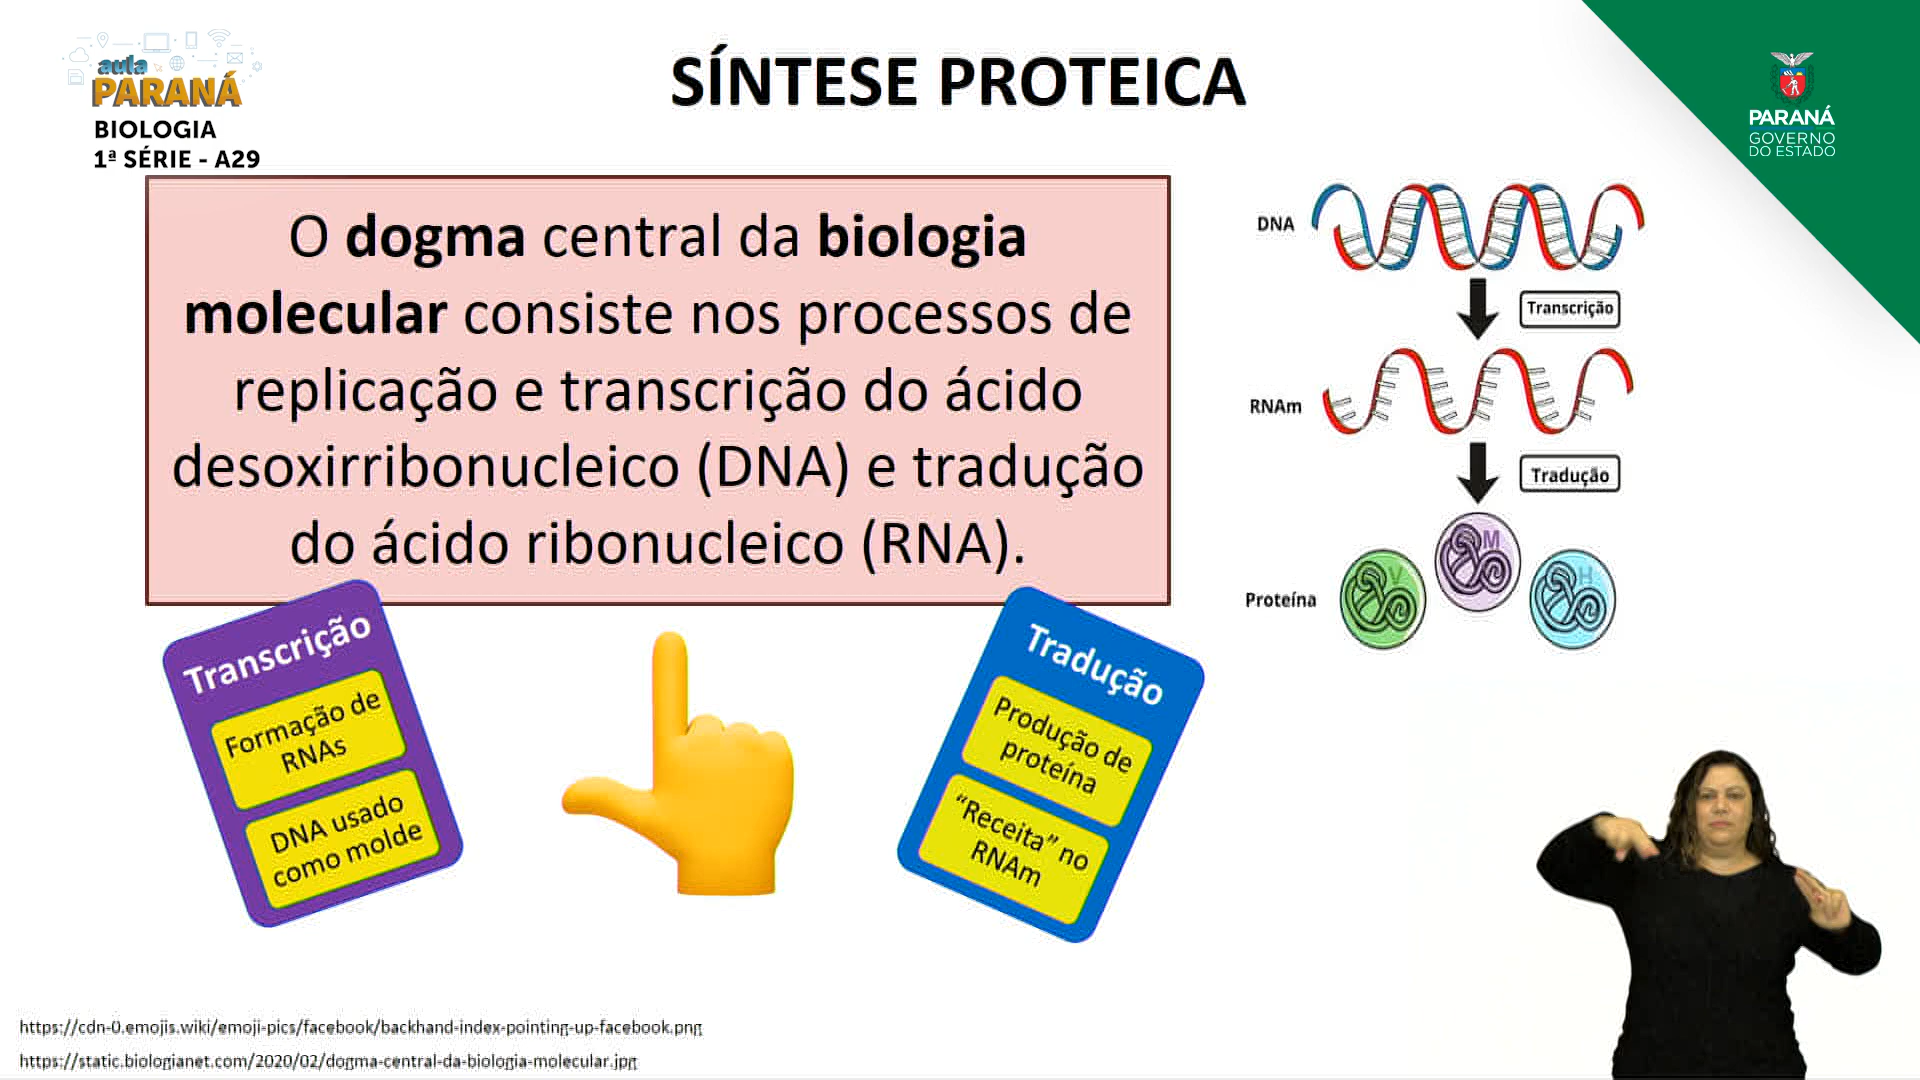 aula
PARANÁ
BIOLOGIA
1ª SÉRIE - A29
SÍNTESE PROTEICA
PARANÁ
GOVERNO
DO ESTADO
O dogma central da biologia
molecular consiste nos processos de
replicação e transcrição do ácido
desoxirribonucleico (DNA) e tradução
do ácido ribonucleico (RNA).
DNA
Transcrição
RNAm
Tradução
M
V
H
Proteína
Transcrição
Formação de
RNAs
DNA usado
como molde
Tradução
Produção de
proteína
“Receita” no
RNAm
https://cdn-0.emojis.wiki/emoji-pics/facebook/backhand-index-pointing-up-facebook.png
https://static.biologianet.com/2020/02/dogma-central-da-biologia-molecular.jpg